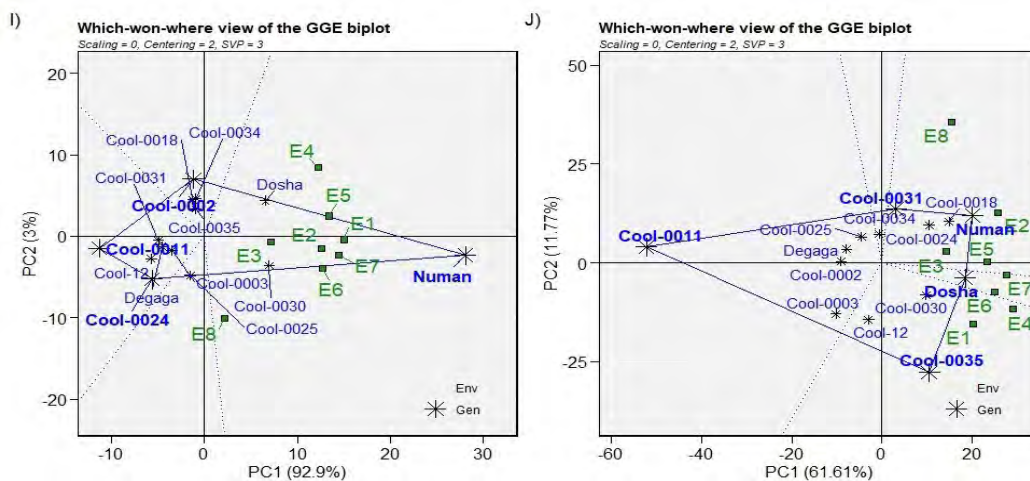 I)
Which-won-where view of the GGE biplot
Scaling = 0, Centering = 2, SVP = 3
20
10
0
-10
-20
PC2 (3%)
Cool-0018
Cool-0034
E4
Cool-0031
Dosha
Cool-0002
E5
E1
Cool-0035
Cool-0011
E2
E3
E7
Cool-12
Cool-0003
E6
Numan
Degaga
Cool-0030
Cool-0024
Cool-0025
E8
Env
Gen
-10
0
10
20
30
PC1 (92.9%)
J)
Which-won-where view of the GGE biplot
Scaling = 0, Centering = 2, SVP = 3
50
25
0
-25
PC2 (11.77%)
E8
Cool-0031
Cool-0018
Cool-0034
E2
Cool-0011
Cool-0025
Numan
Cool-0024
Degaga
E5
E3
Cool-0002
E7
Dosha
Cool-0003
Cool-0030
E6
E4
Cool-12
E1
Cool-0035
Env
Gen
-60
-40
-20
0
20
PC1 (61.61%)